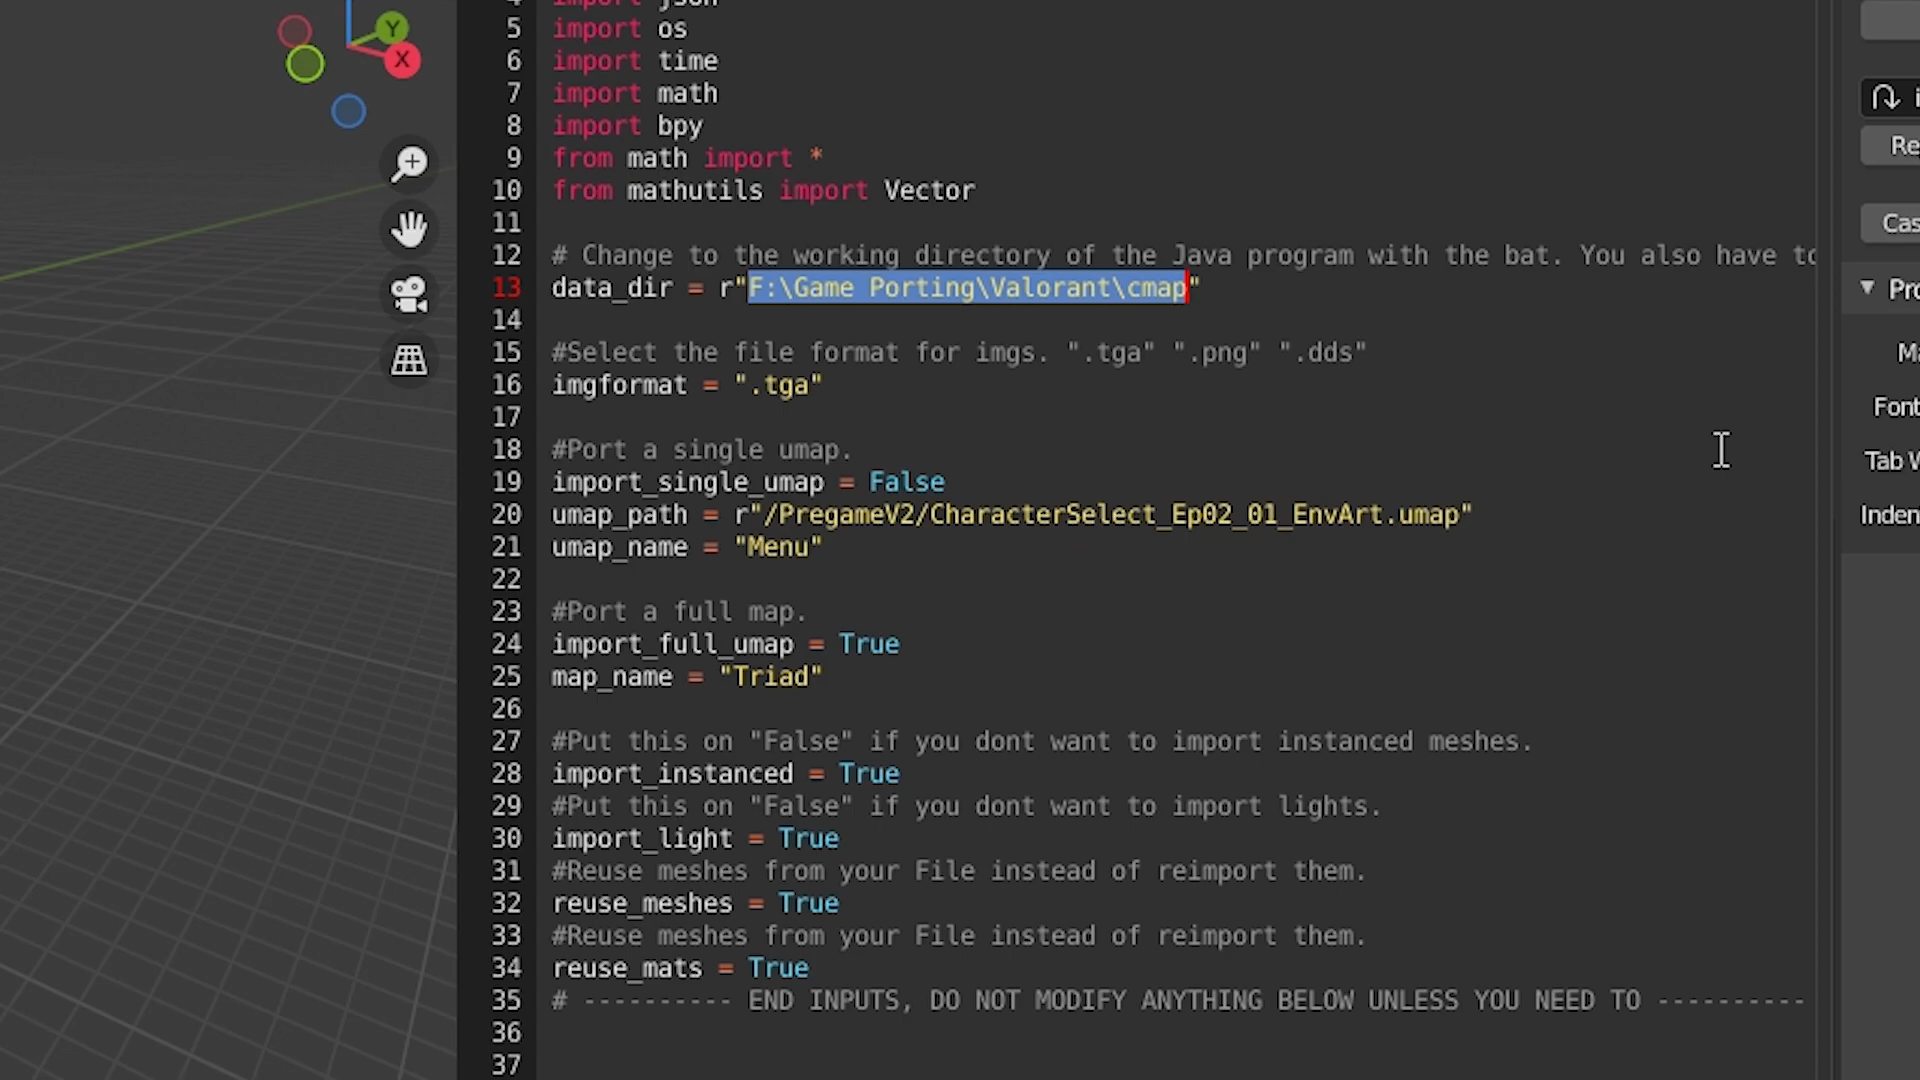 Y
X
4 import json
5 import os
6 import time
7 import math
8 import bpy
9 from math import *
10 from mathutils import Vector
11
12 # Change to the working directory of the Java program with the bat. You also have to
13 data_dir = r"F:\Game Porting\Valorant\cmap"
14
15 #Select the file format for imgs. ".tga" ".png" ".dds"
16 imgformat = ".tga"
17
18 #Port a single umap.
19 import_single_umap = False
20 umap_path = r"/PregameV2/CharacterSelect_Ep02_01_EnvArt.umap"
21 umap_name = "Menu"
22
23 #Port a full map.
24 import_full_umap = True
25 map_name = "Triad"
26
27 #Put this on "False" if you dont want to import instanced meshes.
28 import_instanced = True
29 #Put this on "False" if you dont want to import lights.
30 import_light = True
31 #Reuse meshes from your File instead of reimport them.
32 reuse_meshes = True
33 #Reuse meshes from your File instead of reimport them.
34 reuse_mats = True
35 # ---------- END INPUTS, DO NOT MODIFY ANYTHING BELOW UNLESS YOU NEED TO ----------
36
37
Re
Cas
Pro
Ma
Font
Tab W
Inden